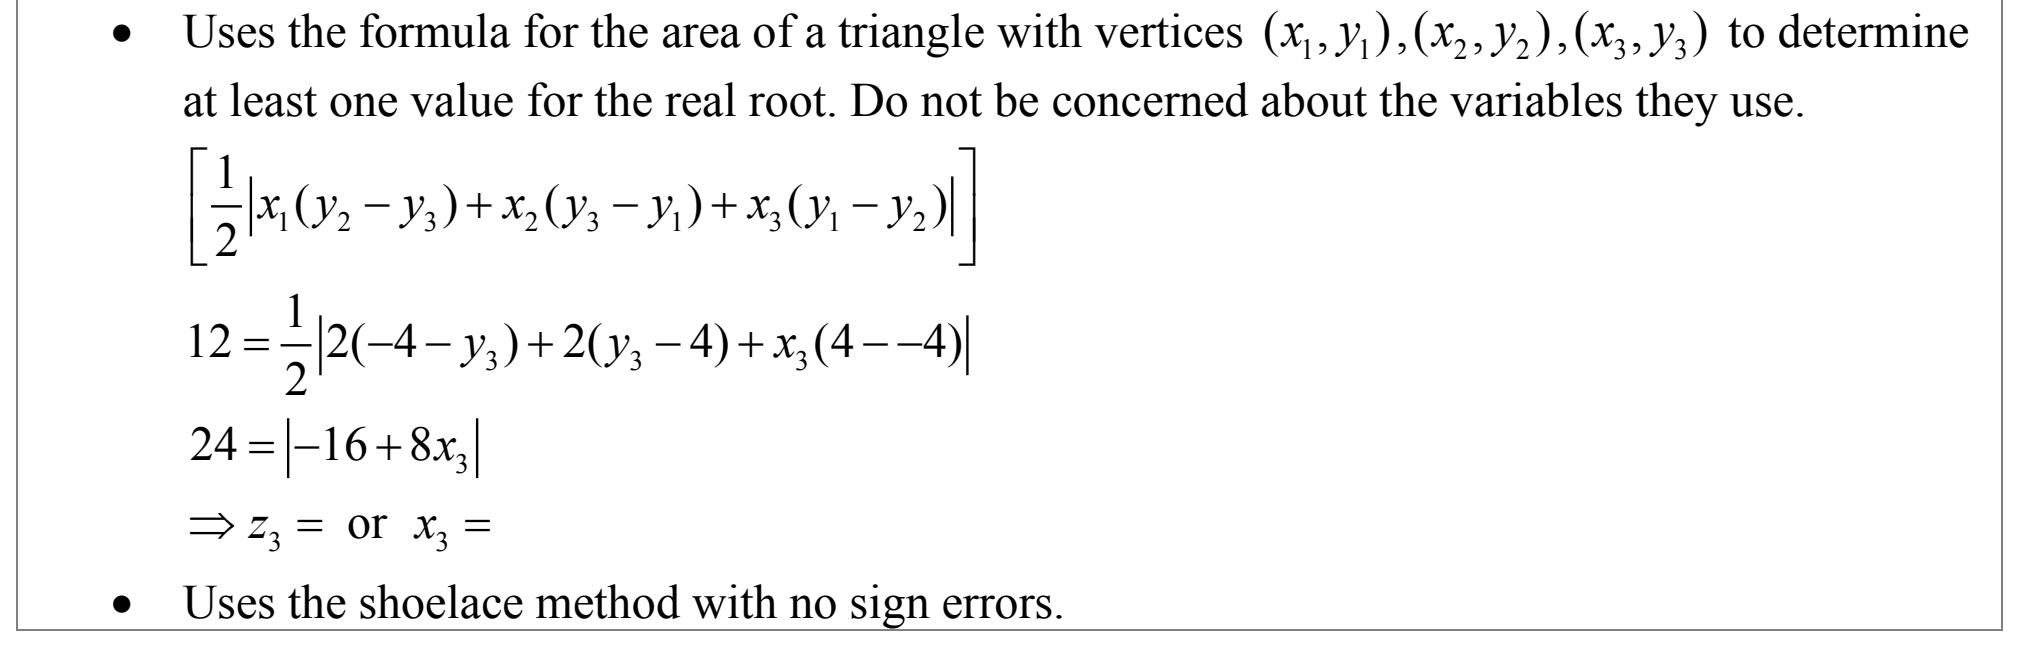 • Uses the formula for the area of a triangle with vertices (x₁, y₁),(x₂, y₂),(x₃, y₃) to determine
at least one value for the real root. Do not be concerned about the variables they use.
[1/2|x₁(y₂ − y₃)+ x₂(y₃ − y₁)+ x₃(y₁ − y₂)|]
12 = 1/2|2(−4 − y₃)+ 2(y₃ − 4)+ x₃(4 − −4)|
24 = |−16 + 8x₃|
⇒ z₃ = or x₃ =
• Uses the shoelace method with no sign errors.